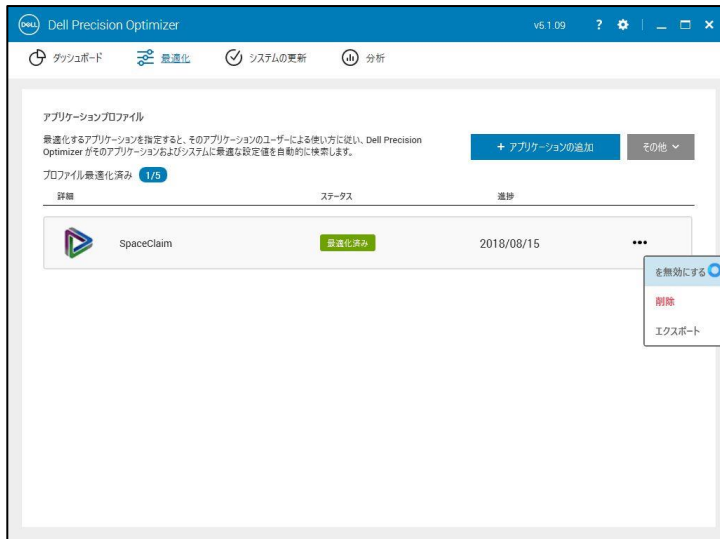 DELL Dell Precision Optimizer v5.1.09 ?
ダッシュボード 最適化 システムの更新 分析
アプリケーションプロファイル
最適化するアプリケーションを指定すると、そのアプリケーションのユーザーによる使い方に従い、Dell Precision
Optimizer がそのアプリケーションおよびシステムに最適な設定値を自動的に検索します。
+ アプリケーションの追加 その他
プロファイル最適化済み 1/5
詳細 ステータス 進捗
SpaceClaim 最適化済み 2018/08/15 •••
を無効にする
削除
エクスポート